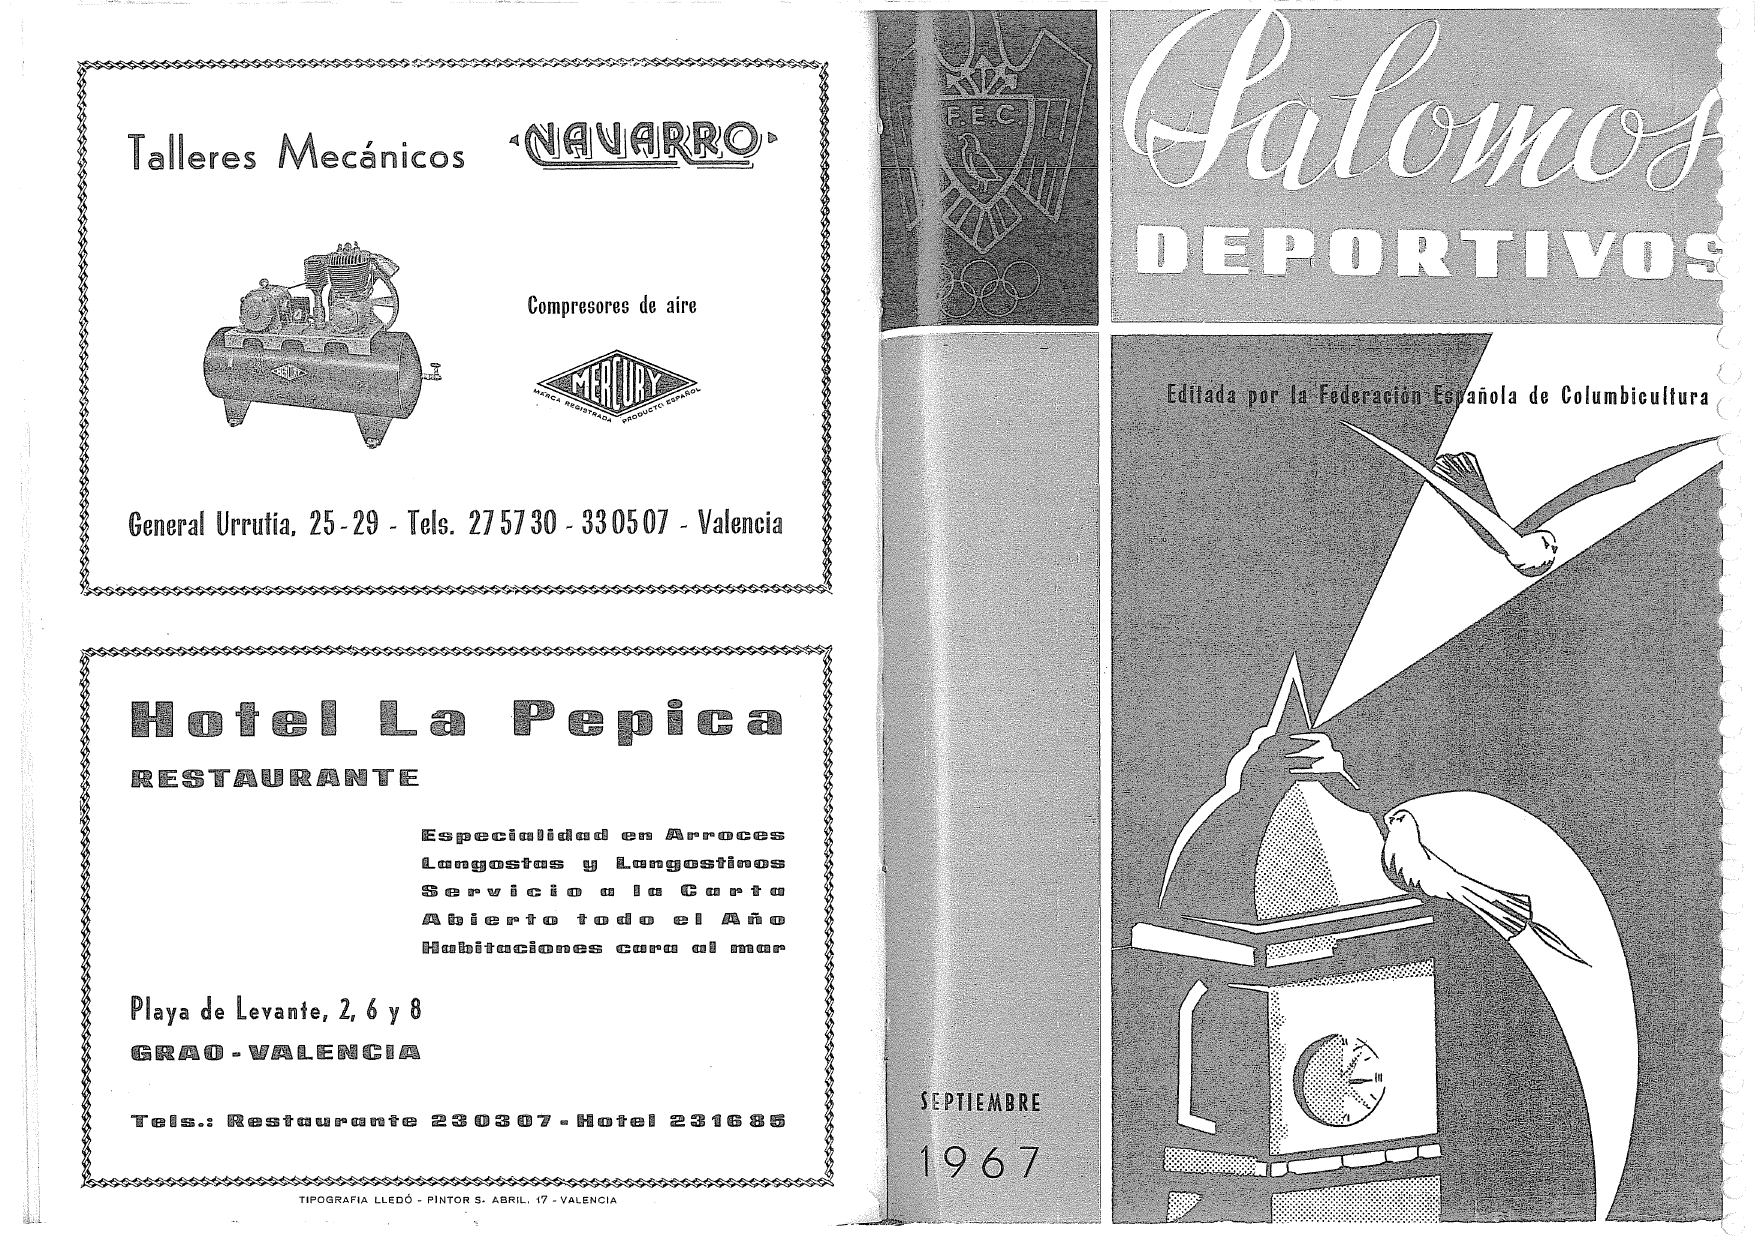 Talleres Mecánicos NAVARRO
Compresores de aire
MERCURY
MERCURY
MARCA REGISTRADA PRODUCTO ESPAÑOL
General Urrutia, 25-29 - Tels. 275730 - 330507 - Valencia
Hotel La Pepica
RESTAURANTE
Especialidad en Arroces
Langostas y Langostinos
Servicio a la Carta
Abierto todo el Año
Habitaciones cara al mar
Playa de Levante, 2, 6 y 8
GRAO-VALENCIA
Tels.: Restaurante 230307 - Hotel 231685
TIPOGRAFIA LLEDÓ - PINTOR S. ABRIL, 17 - VALENCIA
F.E.C.
Palomos
DEPORTIVOS
Editada por la Federación Española de Columbicultura
SEPTIEMBRE
1967